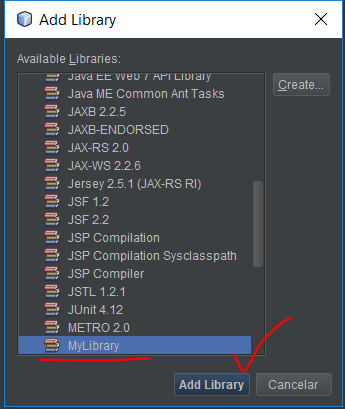 Add Library
Available Libraries:
Java EE Web 7 API Library
Java ME Common Ant Tasks
JAXB 2.2.5
JAXB-ENDORSED
JAX-RS 2.0
JAX-WS 2.2.6
Jersey 2.5.1 (JAX-RS RI)
JSF 1.2
JSF 2.2
JSP Compilation
JSP Compilation Sysclasspath
JSP Compiler
JSTL 1.2.1
JUnit 4.12
METRO 2.0
MyLibrary
Create...
Add Library
Cancelar